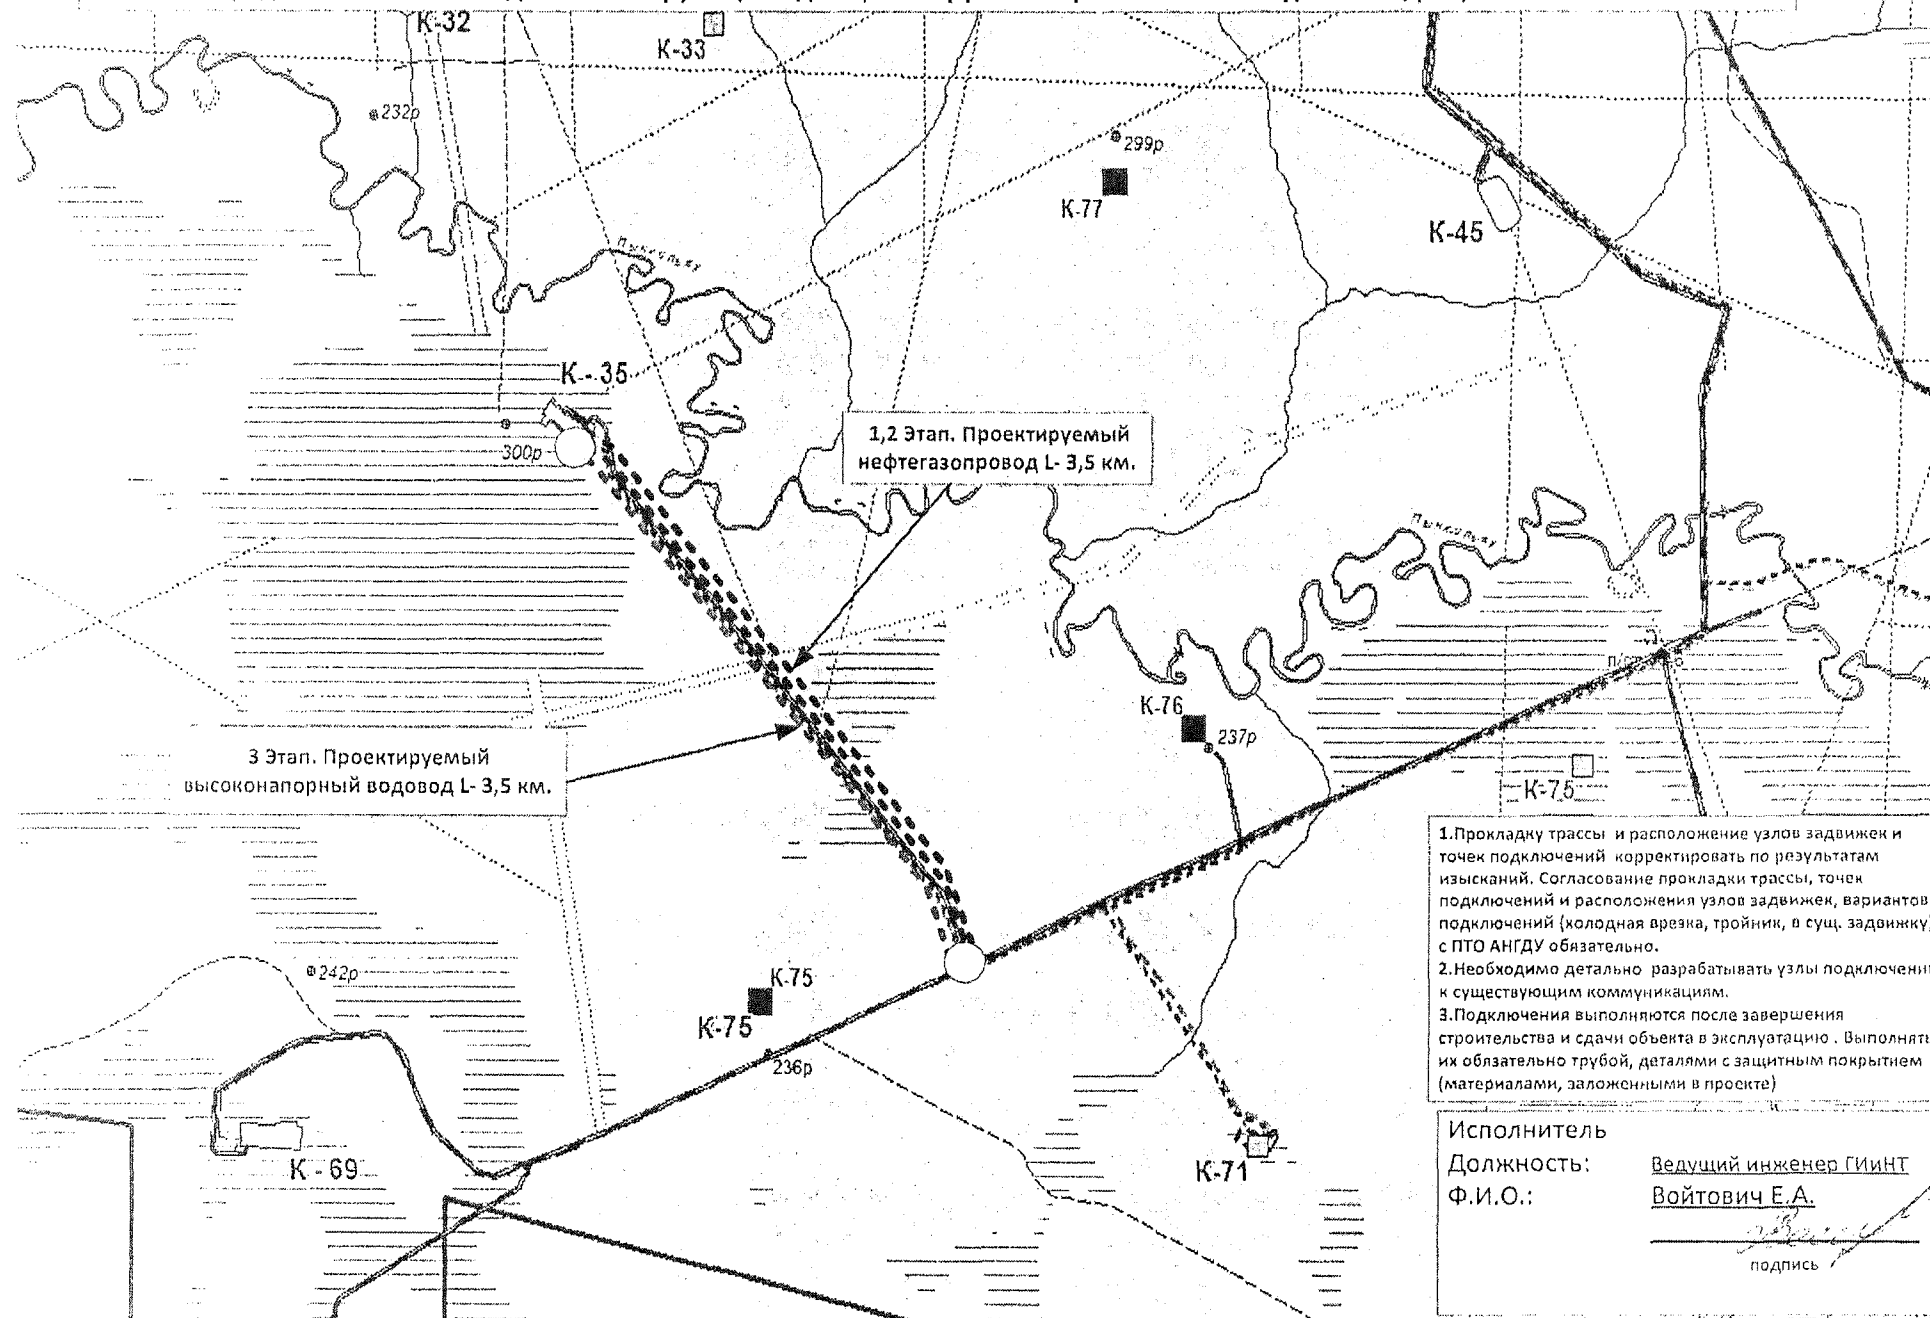 К-32
К-33
232р
299р
К-77
К-45
Пыхкулъяу
К - 35
300р
1,2 Этап. Проектируемый
нефтегазопровод L- 3,5 км.
3 Этап. Проектируемый
высоконапорный водовод L- 3,5 км.
К-76
237р
К-75
242р
К-75
К-75
236р
К - 69
К-71
1.Прокладку трассы и расположение узлов задвижек и
точек подключений корректировать по результатам
изысканий. Согласование прокладки трассы, точек
подключений и расположения узлов задвижек, вариантов
подключений (холодная врезка, тройник, в сущ. задвижку)
с ПТО АНГДУ обязательно.
2.Необходимо детально разрабатывать узлы подключени
к существующим коммуникациям.
3.Подключения выполняются после завершения
строительства и сдачи объекта в эксплуатацию . Выполнять
их обязательно трубой, деталями с защитным покрытием
(материалами, заложенными в проекте)
Исполнитель
Должность: Ведущий инженер ГИиНТ
Ф.И.О.: Войтович Е.А.
подпись